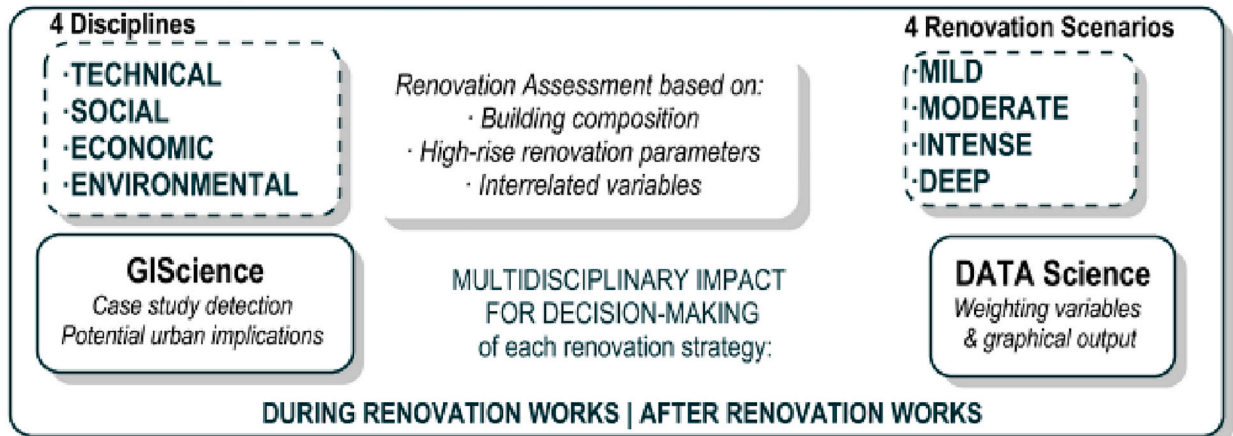 4 Disciplines
·TECHNICAL
·SOCIAL
·ECONOMIC
·ENVIRONMENTAL
Renovation Assessment based on:
· Building composition
· High-rise renovation parameters
· Interrelated variables
4 Renovation Scenarios
·MILD
·MODERATE
·INTENSE
·DEEP
GIScience
Case study detection
Potential urban implications
MULTIDISCIPLINARY IMPACT
FOR DECISION-MAKING
of each renovation strategy:
DATA Science
Weighting variables
& graphical output
DURING RENOVATION WORKS | AFTER RENOVATION WORKS